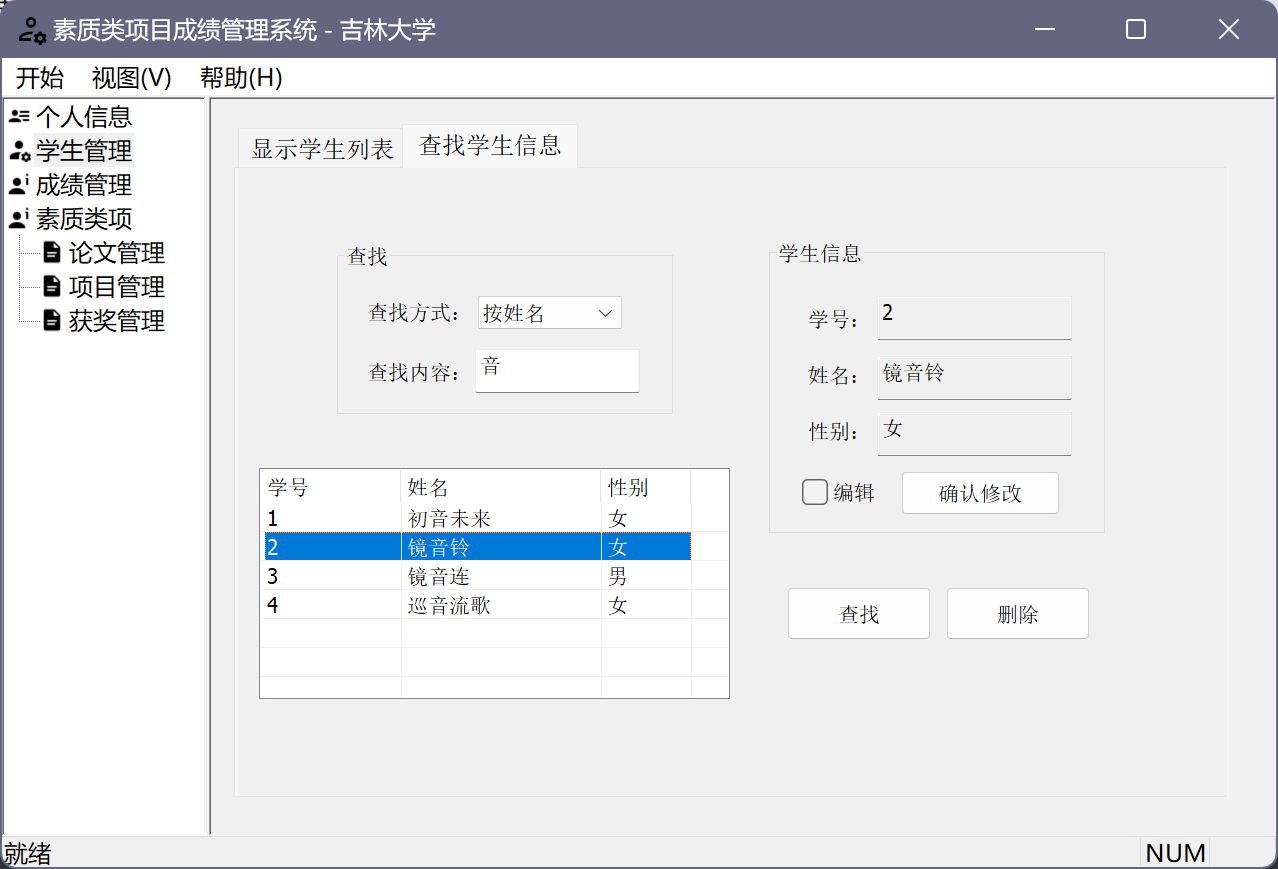 素质类项目成绩管理系统 - 吉林大学
开始 视图(V) 帮助(H)
个人信息
学生管理
成绩管理
素质类项
论文管理
项目管理
获奖管理
显示学生列表 查找学生信息
查找
查找方式： 按姓名
查找内容： 音
学号 姓名 性别
1 初音未来 女
2 镜音铃 女
3 镜音连 男
4 巡音流歌 女
学生信息
学号： 2
姓名： 镜音铃
性别： 女
编辑 确认修改
查找 删除
就绪 NUM